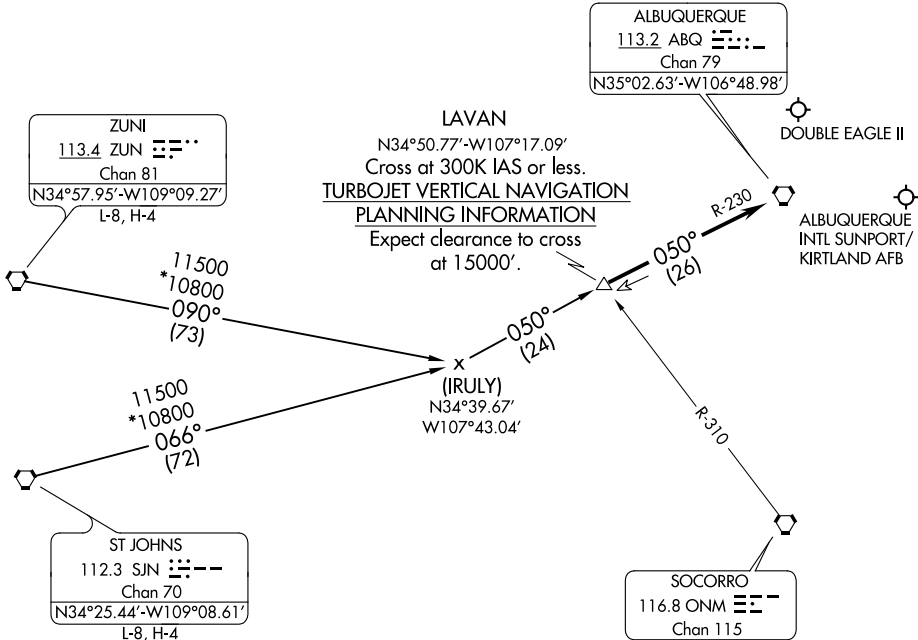 ALBUQUERQUE
113.2 ABQ
Chan 79
N35°02.63’-W106°48.98’
DOUBLE EAGLE II
ALBUQUERQUE
INTL SUNPORT/
KIRTLAND AFB
ZUNI
113.4 ZUN
Chan 81
N34°57.95’-W109°09.27’
L-8, H-4
LAVAN
N34°50.77’-W107°17.09’
Cross at 300K IAS or less.
TURBOJET VERTICAL NAVIGATION
PLANNING INFORMATION
Expect clearance to cross
at 15000’.
R-230
050°
(26)
11500
*10800
090°
(73)
050°
(24)
x
(IRULY)
N34°39.67’
W107°43.04’
11500
*10800
066°
(72)
R-310
ST JOHNS
112.3 SJN
Chan 70
N34°25.44’-W109°08.61’
L-8, H-4
SOCORRO
116.8 ONM
Chan 115